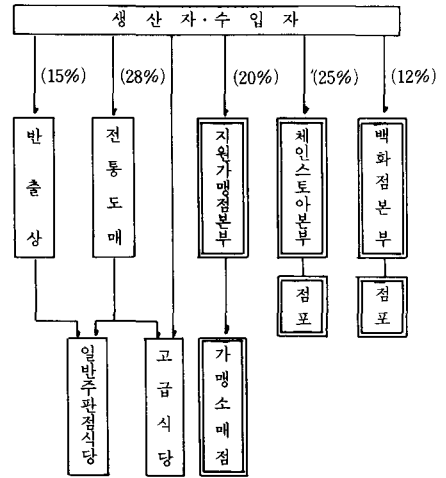 생산자·수입자
(15%) (28%) (20%) (25%) (12%)
반출상
전통도매
지원가맹점본부
체인스토아본부
백화점본부
점포
점포
일반주판점식당
고급식당
가맹소매점